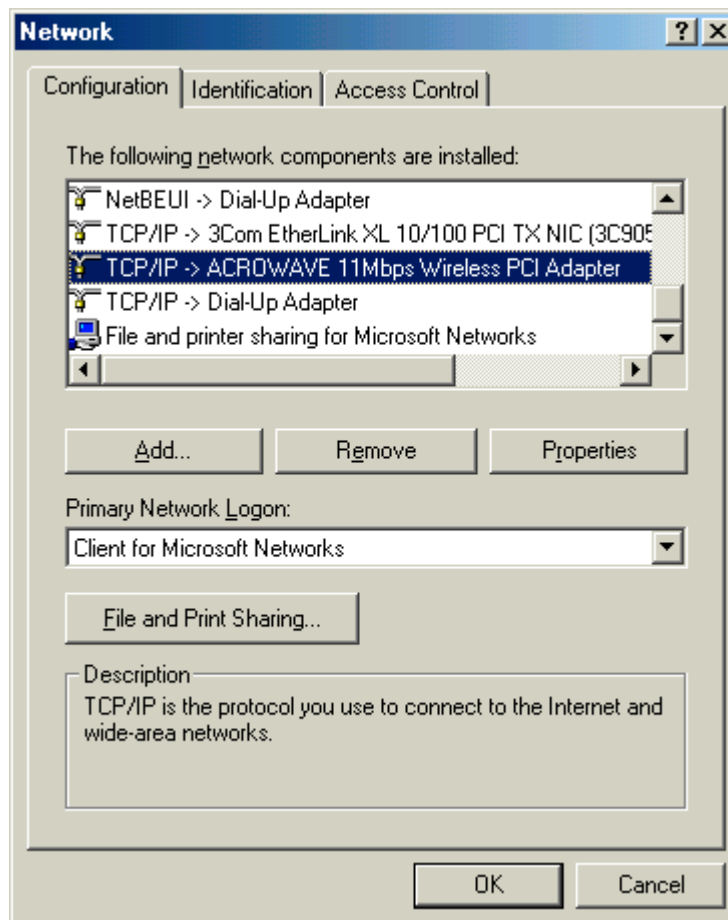 Network
Configuration Identification Access Control
The following network components are installed:
NetBEUI -> Dial-Up Adapter
TCP/IP -> 3Com EtherLink XL 10/100 PCI TX NIC (3C905
TCP/IP -> ACROWAVE 11Mbps Wireless PCI Adapter
TCP/IP -> Dial-Up Adapter
File and printer sharing for Microsoft Networks
Add... Remove Properties
Primary Network Logon:
Client for Microsoft Networks
File and Print Sharing...
Description
TCP/IP is the protocol you use to connect to the Internet and
wide-area networks.
OK Cancel